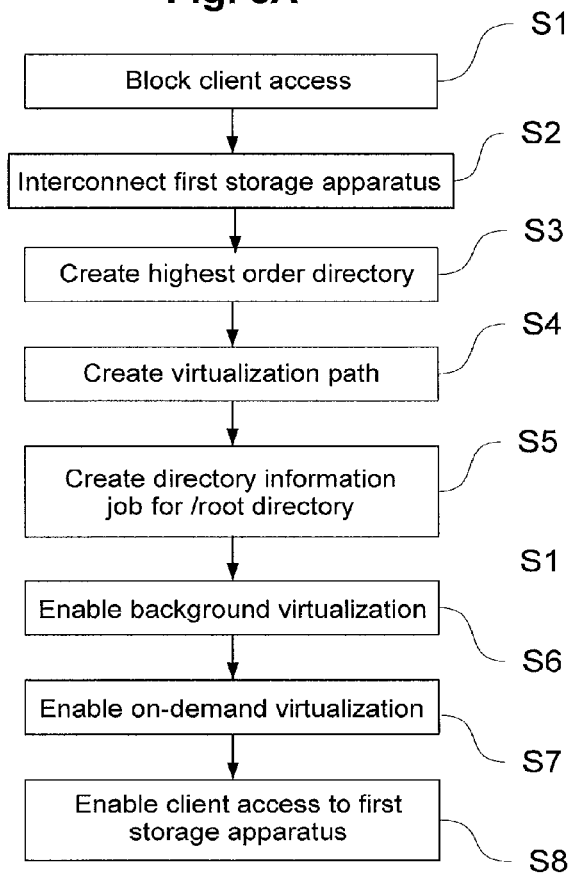 S1
Block client access
S2
Interconnect first storage apparatus
S3
Create highest order directory
S4
Create virtualization path
S5
Create directory information
job for /root directory
S1
Enable background virtualization
S6
Enable on-demand virtualization
S7
Enable client access to first
storage apparatus
S8